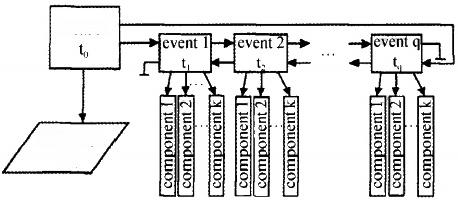 ......
t0
event 1
t1
event 2
t2
...
event q
tq
component 1
component 2
component k
component 1
component 2
component k
component 1
component 2
component k